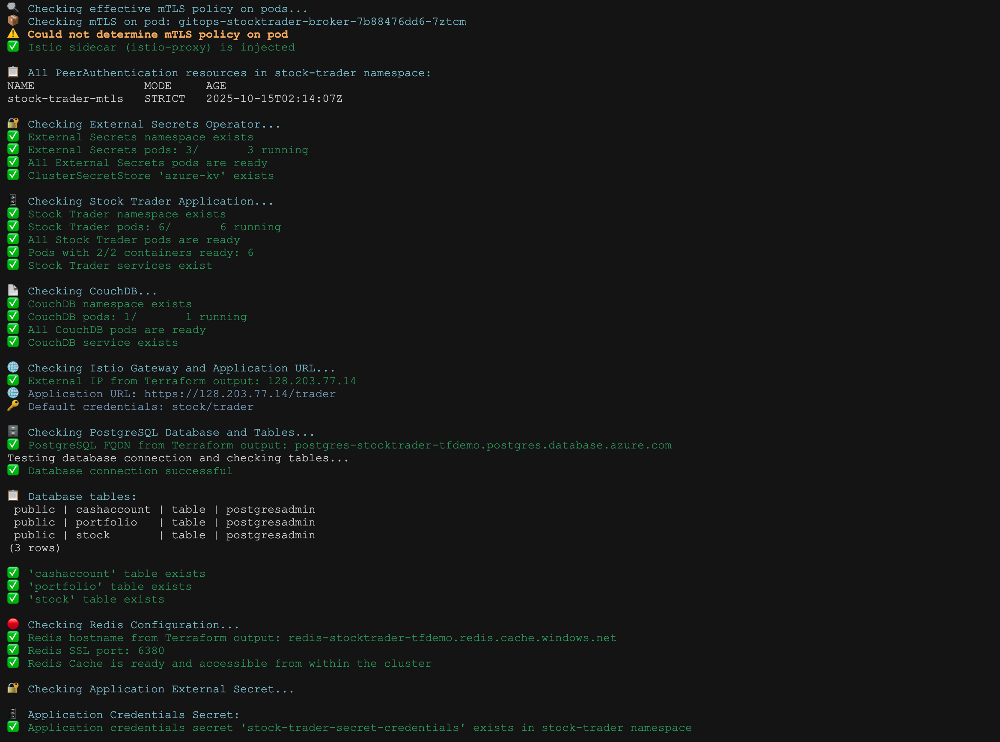 🔍 Checking effective mTLS policy on pods...
📦 Checking mTLS on pod: gitops-stocktrader-broker-7b88476dd6-7ztcm
⚠️ Could not determine mTLS policy on pod
✅ Istio sidecar (istio-proxy) is injected

📋 All PeerAuthentication resources in stock-trader namespace:
NAME                MODE     AGE
stock-trader-mtls   STRICT   2025-10-15T02:14:07Z

🔐 Checking External Secrets Operator...
✅ External Secrets namespace exists
✅ External Secrets pods: 3/       3 running
✅ All External Secrets pods are ready
✅ ClusterSecretStore 'azure-kv' exists

📱 Checking Stock Trader Application...
✅ Stock Trader namespace exists
✅ Stock Trader pods: 6/       6 running
✅ All Stock Trader pods are ready
✅ Pods with 2/2 containers ready: 6
✅ Stock Trader services exist

📄 Checking CouchDB...
✅ CouchDB namespace exists
✅ CouchDB pods: 1/       1 running
✅ All CouchDB pods are ready
✅ CouchDB service exists

🌐 Checking Istio Gateway and Application URL...
✅ External IP from Terraform output: 128.203.77.14
🌐 Application URL: https://128.203.77.14/trader
🔑 Default credentials: stock/trader

🗄️ Checking PostgreSQL Database and Tables...
✅ PostgreSQL FQDN from Terraform output: postgres-stocktrader-tfdemo.postgres.database.azure.com
Testing database connection and checking tables...
✅ Database connection successful

📋 Database tables:
 public | cashaccount | table | postgresadmin
 public | portfolio   | table | postgresadmin
 public | stock       | table | postgresadmin
(3 rows)

✅ 'cashaccount' table exists
✅ 'portfolio' table exists
✅ 'stock' table exists

🔴 Checking Redis Configuration...
✅ Redis hostname from Terraform output: redis-stocktrader-tfdemo.redis.cache.windows.net
✅ Redis SSL port: 6380
✅ Redis Cache is ready and accessible from within the cluster

🔐 Checking Application External Secret...

📱 Application Credentials Secret:
✅ Application credentials secret 'stock-trader-secret-credentials' exists in stock-trader namespace